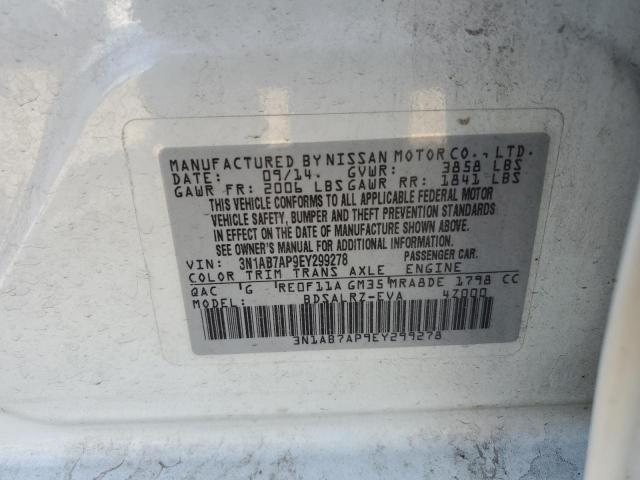 MANUFACTURED BY NISSAN MOTOR CO., LTD.
DATE: 09/14. GVWR: 3858 LBS
GAWR FR: 2006 LBS GAWR RR: 1841 LBS
THIS VEHICLE CONFORMS TO ALL APPLICABLE FEDERAL MOTOR
VEHICLE SAFETY, BUMPER AND THEFT PREVENTION STANDARDS
IN EFFECT ON THE DATE OF MANUFACTURE SHOWN ABOVE.
SEE OWNER'S MANUAL FOR ADDITIONAL INFORMATION.
VIN: 3N1AB7AP9EY299278 PASSENGER CAR.
COLOR TRIM TRANS AXLE ENGINE
QAC G RE0F11A GM35 MRA8DE 1798 CC
MODEL: BDSALRZ-EVA 4Z000
3N1AB7AP9EY299278